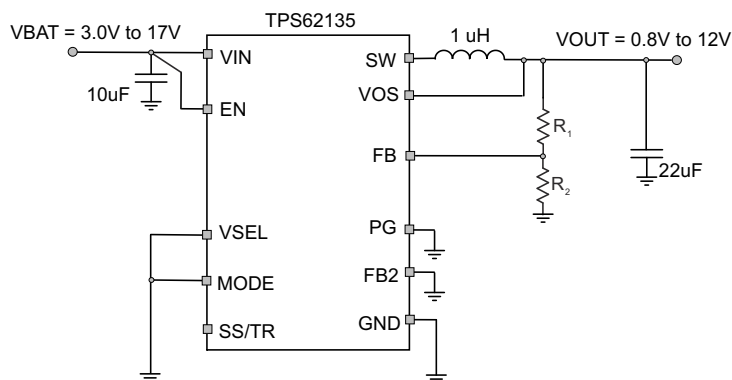 TPS62135
VBAT = 3.0V to 17V
VIN
SW
1 uH
VOUT = 0.8V to 12V
10uF
EN
VOS
R1
FB
R2
22uF
VSEL
PG
MODE
FB2
SS/TR
GND